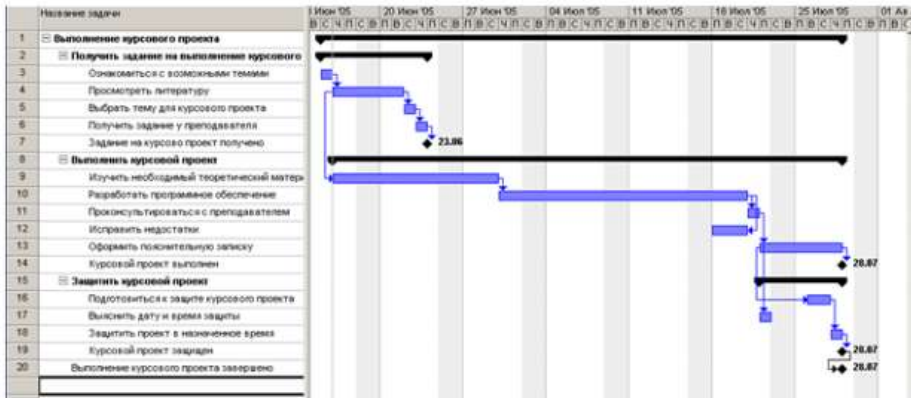 Название задачи
Июн '05 20 Июн '05 27 Июн '05 04 Июл '05 11 Июл '05 18 Июл '05 25 Июл '05 01 Ав
В С Ч П С В П В С Ч П С В П В С Ч П С В П В С Ч П С В П В С Ч П С В П В С Ч П С В П В С Ч П С В П В С
1 Выполнение курсового проекта
2 Получить задание на выполнение курсового
3 Ознакомиться с возможными темами
4 Просмотреть литературу
5 Выбрать тему для курсового проекта
6 Получить задание у преподавателя
7 Задание на курсово проект получено 23.06
8 Выполнить курсовой проект
9 Изучить необходимый теоретический матери
10 Разработать программное обеспечение
11 Проконсультироваться с преподавателем
12 Исправить недостатки
13 Оформить пояснительную записку
14 Курсовой проект выполнен 28.07
15 Защитить курсовой проект
16 Подготовиться к защите курсового проекта
17 Выяснить дату и время защиты
18 Защитить проект в назначенное время
19 Курсовой проект защищен 28.07
20 Выполнение курсового проекта завершено 28.07